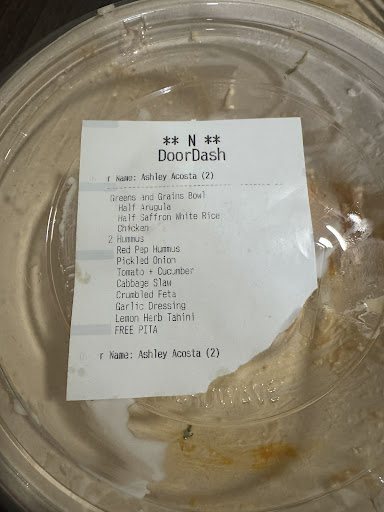 ** N **
DoorDash
r Name: Ashley Acosta (2)
Greens and Grains Bowl
Half Arugula
Half Saffron White Rice
Chicken
2 Hummus
Red Pep Hummus
Pickled Onion
Tomato + Cucumber
Cabbage Slaw
Crumbled Feta
Garlic Dressing
Lemon Herb Tahini
FREE PITA
r Name: Ashley Acosta (2)